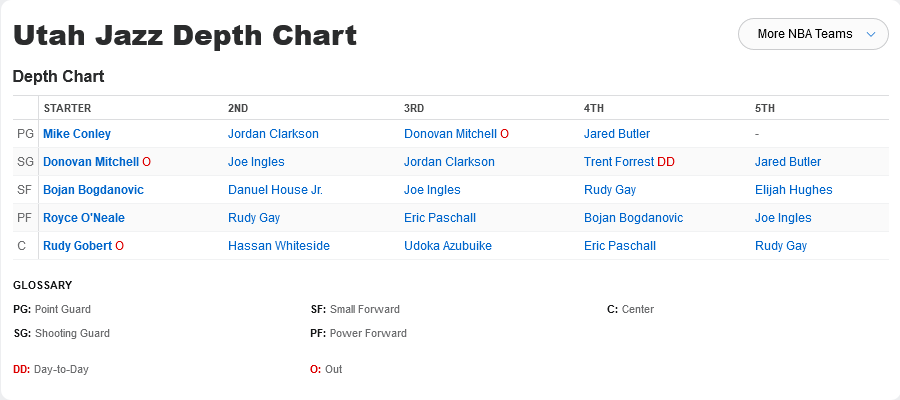 Utah Jazz Depth Chart
More NBA Teams
Depth Chart
STARTER 2ND 3RD 4TH 5TH
PG Mike Conley Jordan Clarkson Donovan Mitchell O Jared Butler -
SG Donovan Mitchell O Joe Ingles Jordan Clarkson Trent Forrest DD Jared Butler
SF Bojan Bogdanovic Danuel House Jr. Joe Ingles Rudy Gay Elijah Hughes
PF Royce O'Neale Rudy Gay Eric Paschall Bojan Bogdanovic Joe Ingles
C Rudy Gobert O Hassan Whiteside Udoka Azubuike Eric Paschall Rudy Gay
GLOSSARY
PG: Point Guard SF: Small Forward C: Center
SG: Shooting Guard PF: Power Forward
DD: Day-to-Day O: Out